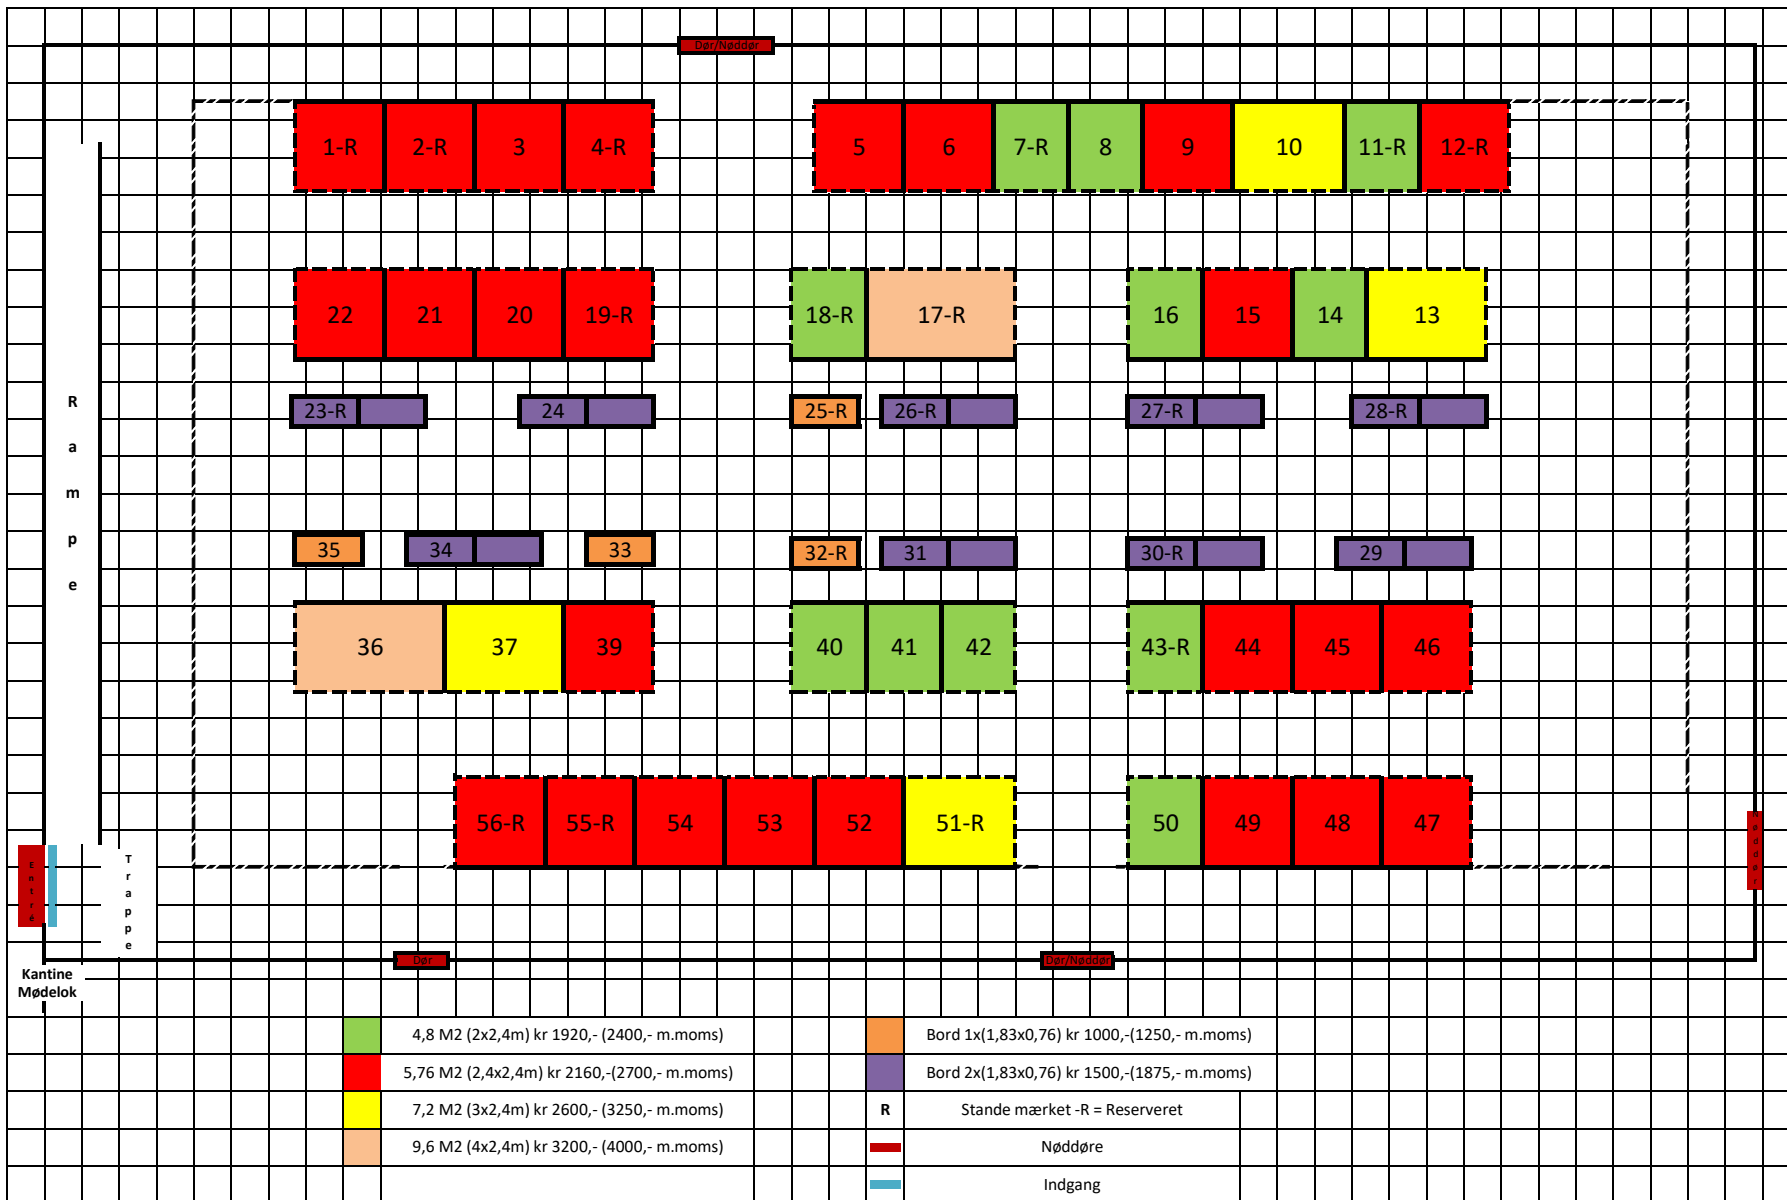 Dør/Nøddør
1-R 2-R 3 4-R 5 6 7-R 8 9 10 11-R 12-R
22 21 20 19-R 18-R 17-R 16 15 14 13
23-R 24 25-R 26-R 27-R 28-R
Rampe
35 34 33 32-R 31 30-R 29
36 37 39 40 41 42 43-R 44 45 46
56-R 55-R 54 53 52 51-R 50 49 48 47
Nøddør
Entré
Trappe
Dør
Dør/Nøddør
Kantine
Mødelok
4,8 M2 (2x2,4m) kr 1920,- (2400,- m.moms)
5,76 M2 (2,4x2,4m) kr 2160,-(2700,- m.moms)
7,2 M2 (3x2,4m) kr 2600,- (3250,- m.moms)
9,6 M2 (4x2,4m) kr 3200,- (4000,- m.moms)
Bord 1x(1,83x0,76) kr 1000,-(1250,- m.moms)
Bord 2x(1,83x0,76) kr 1500,-(1875,- m.moms)
R Stande mærket -R = Reserveret
Nøddøre
Indgang